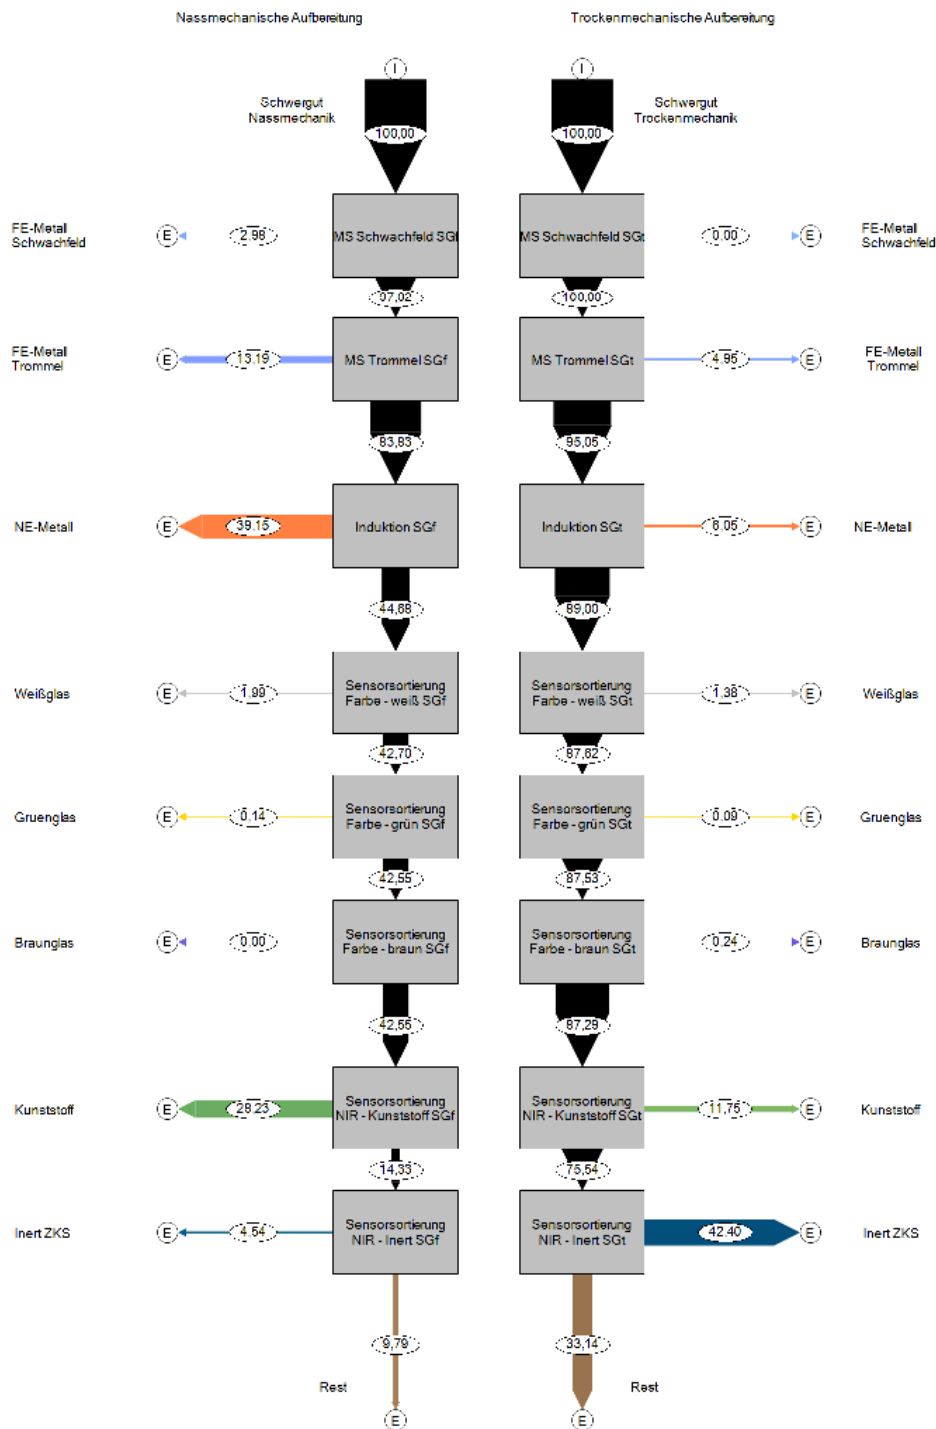 Nassmechanische Aufbereitung
Trockenmechanische Aufbereitung
I
I
Schwergut
Nassmechanik
Schwergut
Trockenmechanik
100,00
100,00
FE-Metall
Schwachfeld
E
2,98
MS Schwachfeld SGf
MS Schwachfeld SGt
0,00
E
FE-Metall
Schwachfeld
97,02
100,00
FE-Metall
Trommel
E
13,19
MS Trommel SGf
MS Trommel SGt
4,95
E
FE-Metall
Trommel
83,83
95,05
NE-Metall
E
39,15
Induktion SGf
Induktion SGt
6,05
E
NE-Metall
44,68
89,00
Weißglas
E
1,99
Sensorsortierung
Farbe - weiß SGf
Sensorsortierung
Farbe - weiß SGt
1,38
E
Weißglas
42,70
87,62
Gruenglas
E
0,14
Sensorsortierung
Farbe - grün SGf
Sensorsortierung
Farbe - grün SGt
0,09
E
Gruenglas
42,55
87,53
Braunglas
E
0,00
Sensorsortierung
Farbe - braun SGf
Sensorsortierung
Farbe - braun SGt
0,24
E
Braunglas
42,55
87,29
Kunststoff
E
28,23
Sensorsortierung
NIR - Kunststoff SGf
Sensorsortierung
NIR - Kunststoff SGt
11,75
E
Kunststoff
14,33
75,54
Inert ZKS
E
4,54
Sensorsortierung
NIR - Inert SGf
Sensorsortierung
NIR - Inert SGt
42,40
E
Inert ZKS
9,79
33,14
Rest
Rest
E
E